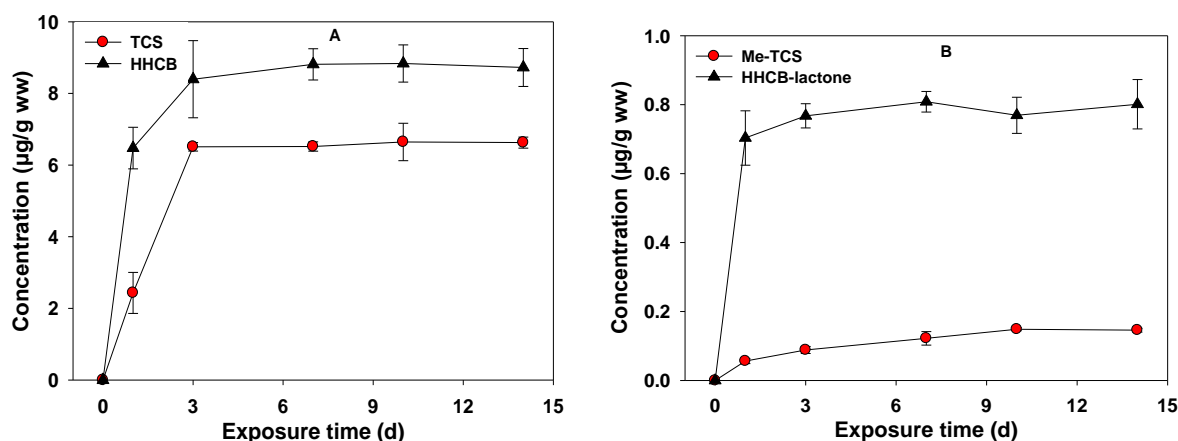 A
TCS
HHCB
Concentration (µg/g ww)
10
8
6
4
2
0
0 3 6 9 12 15
Exposure time (d)
B
Me-TCS
HHCB-lactone
Concentration (µg/g ww)
1.0
0.8
0.6
0.4
0.2
0.0
0 3 6 9 12 15
Exposure time (d)